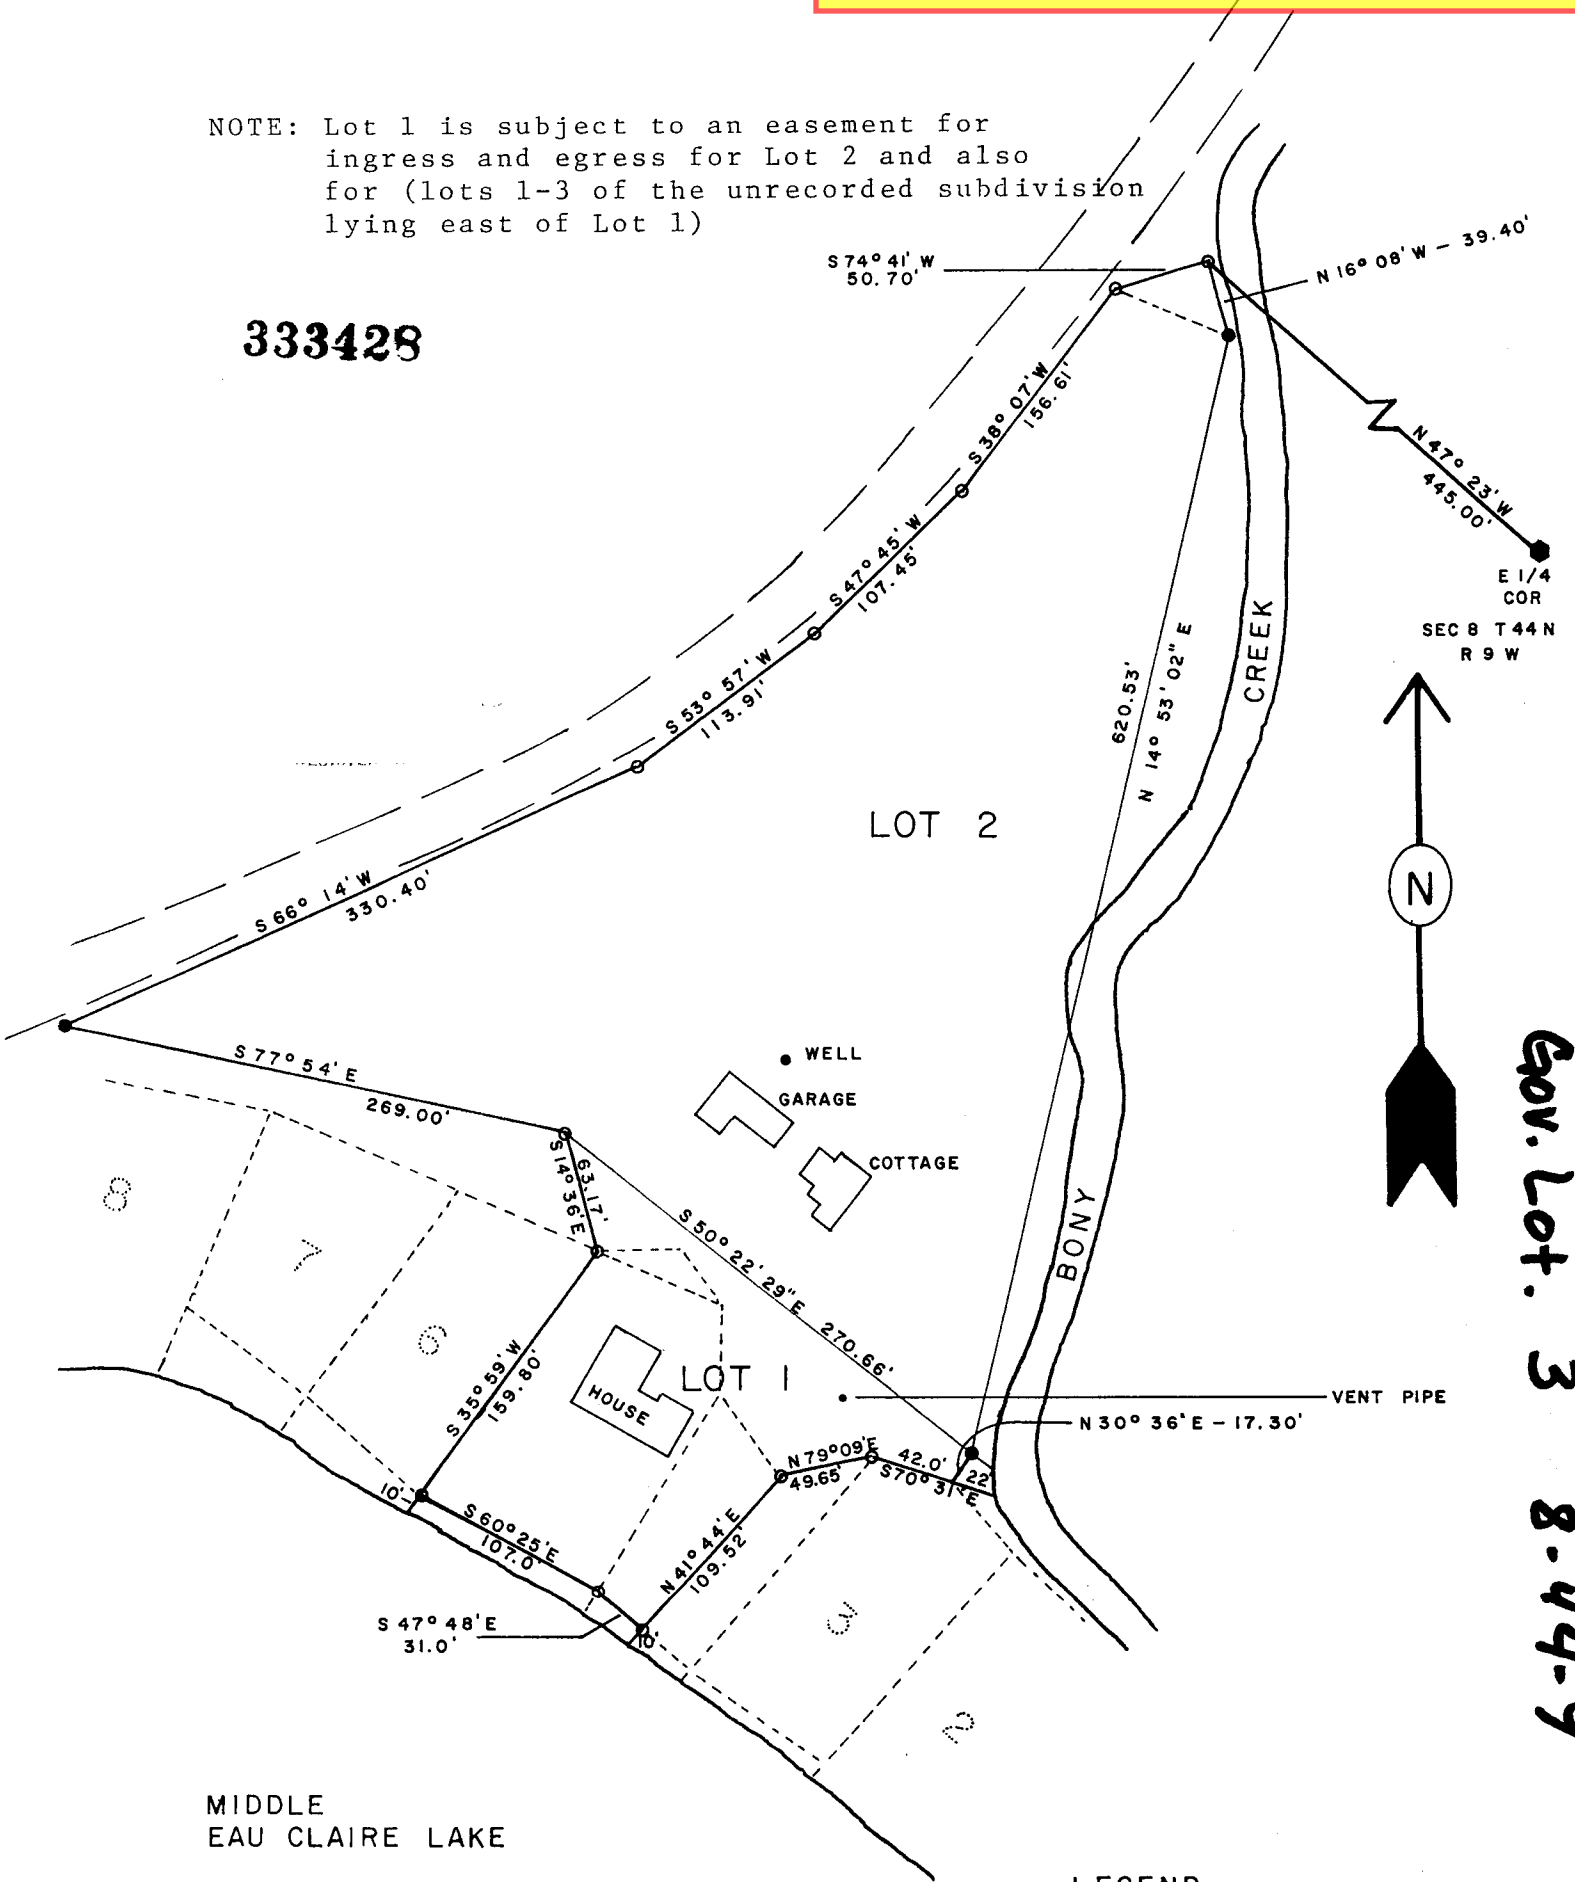 NOTE: Lot 1 is subject to an easement for
ingress and egress for Lot 2 and also
for (lots 1-3 of the unrecorded subdivision
lying east of Lot 1)
333428
S 74° 41' W
50.70'
N 16° 08' W - 39.40'
S 38° 07' W
156.61'
N 47° 23' W
445.00'
S 47° 45' W
107.45'
E 1/4
COR
SEC 8 T 44 N
R 9 W
CREEK
620.53'
N 14° 53' 02" E
S 53° 57' W
113.91'
LOT 2
S 66° 14' W
330.40'
N
S 77° 54' E
269.00'
WELL
GARAGE
COTTAGE
63.17'
S 14° 36' E
8
7
6
S 50° 22' 29" E 270.66'
BONY
S 35° 59' W
159.80'
HOUSE
LOT 1
VENT PIPE
N 30° 36' E - 17.30'
N 79° 09' E
49.65'
42.0'
S 70° 31' E
22'
10'
S 60° 25' E
107.0'
N 41° 44' E
109.52'
S 47° 48' E
31.0'
10'
3
2
Gov. Lot. 3 8-44-9
MIDDLE
EAU CLAIRE LAKE
LEGEND